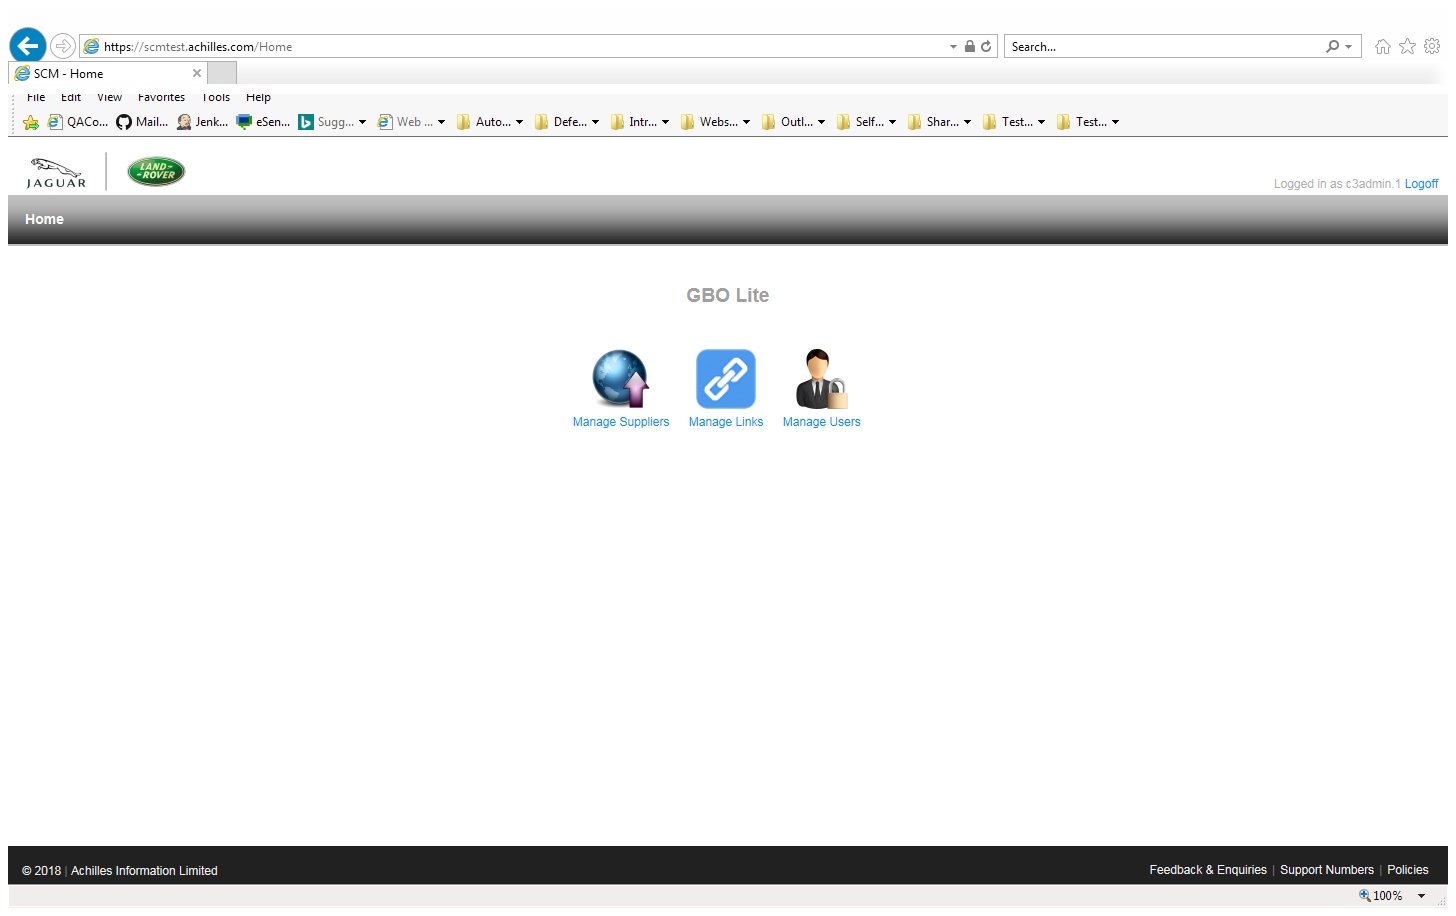 https://scmtest.achilles.com/Home
Search...
SCM - Home
File Edit View Favorites Tools Help
QACo... Mail... Jenk... eSen... Sugg... Web ... Auto... Defe... Intr... Webs... Outl... Self... Shar... Test... Test...
JAGUAR
LAND-
-ROVER
Logged in as c3admin.1 Logoff
Home
GBO Lite
Manage Suppliers Manage Links Manage Users
© 2018 | Achilles Information Limited
Feedback & Enquiries | Support Numbers | Policies
100%